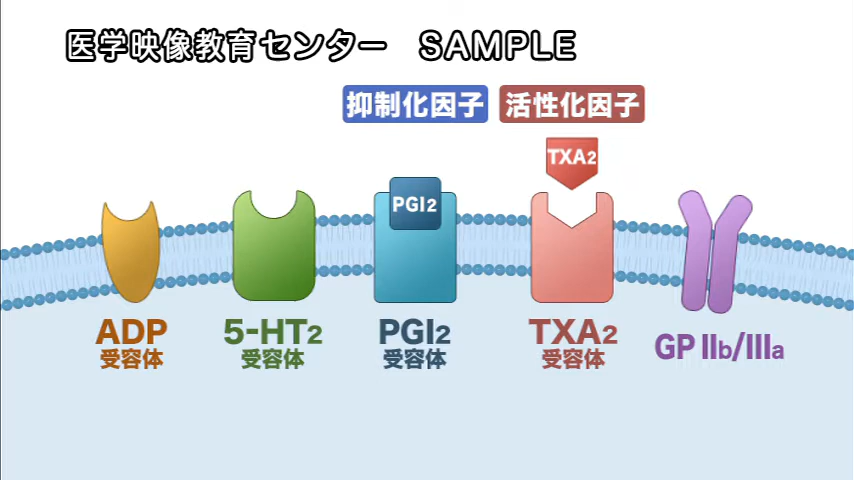 医学映像教育センター　SAMPLE
抑制化因子
活性化因子
TXA2
PGI2
ADP
受容体
5-HT2
受容体
PGI2
受容体
TXA2
受容体
GP IIb/IIIa